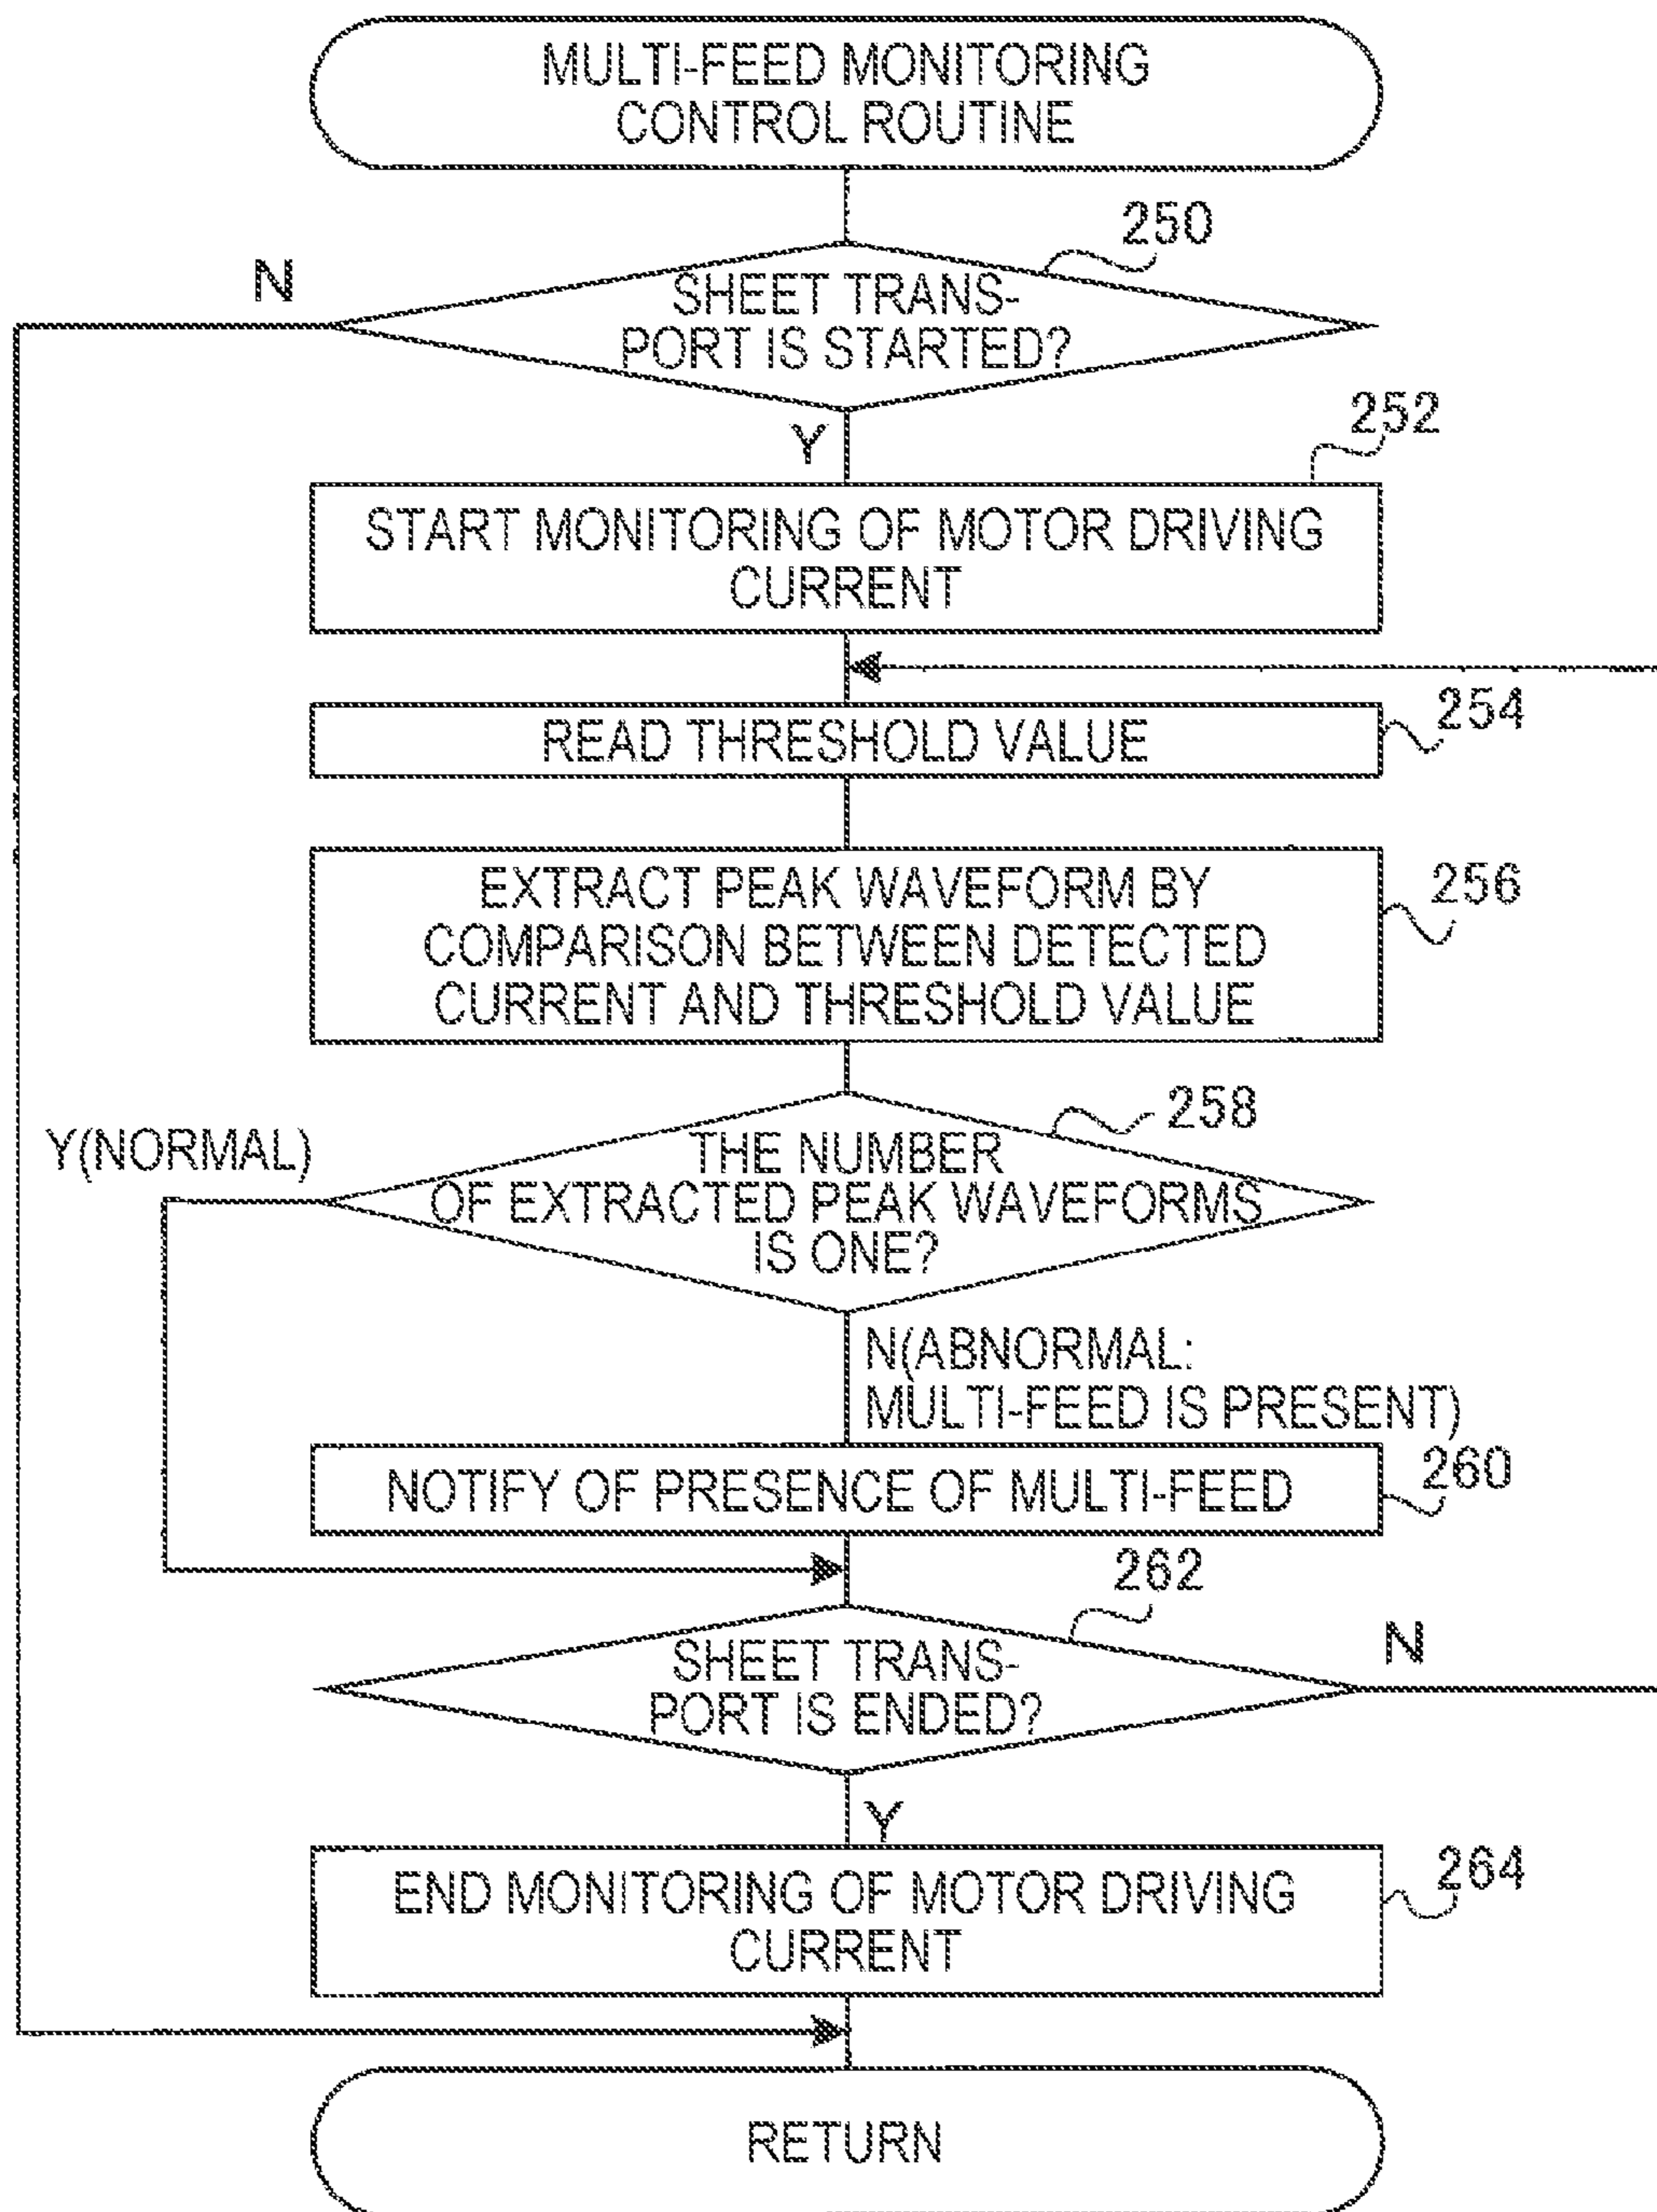 MULTI-FEED MONITORING
CONTROL ROUTINE
250
N
SHEET TRANS-
PORT IS STARTED?
252
Y
START MONITORING OF MOTOR DRIVING
CURRENT
254
READ THRESHOLD VALUE
EXTRACT PEAK WAVEFORM BY
COMPARISON BETWEEN DETECTED
CURRENT AND THRESHOLD VALUE
256
258
Y(NORMAL)
THE NUMBER
OF EXTRACTED PEAK WAVEFORMS
IS ONE?
N(ABNORMAL:
MULTI-FEED IS PRESENT)
NOTIFY OF PRESENCE OF MULTI-FEED
260
262
SHEET TRANS-
PORT IS ENDED?
N
Y
END MONITORING OF MOTOR DRIVING
CURRENT
264
RETURN